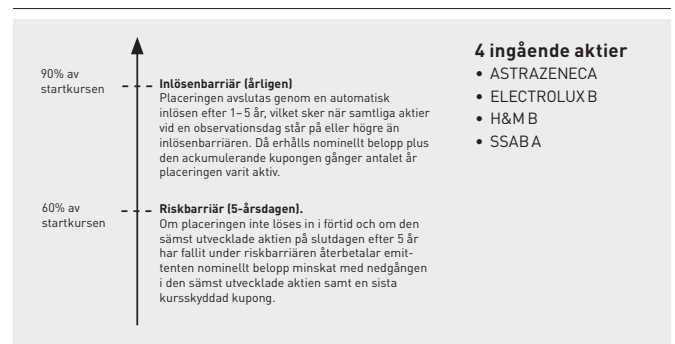 90% av
startkursen
Inlösenbarriär (årligen)
Placeringen avslutas genom en automatisk
inlösen efter 1–5 år, vilket sker när samtliga aktier
vid en observationsdag står på eller högre än
inlösenbarriären. Då erhålls nominellt belopp plus
den ackumulerande kupongen gånger antalet år
placeringen varit aktiv.
60% av
startkursen
Riskbarriär (5-årsdagen).
Om placeringen inte löses in i förtid och om den
sämst utvecklade aktien på slutdagen efter 5 år
har fallit under riskbarriären återbetalar emit-
tenten nominellt belopp minskat med nedgången
i den sämst utvecklade aktien samt en sista
kursskyddad kupong.
4 ingående aktier
• ASTRAZENECA
• ELECTROLUX B
• H&M B
• SSAB A